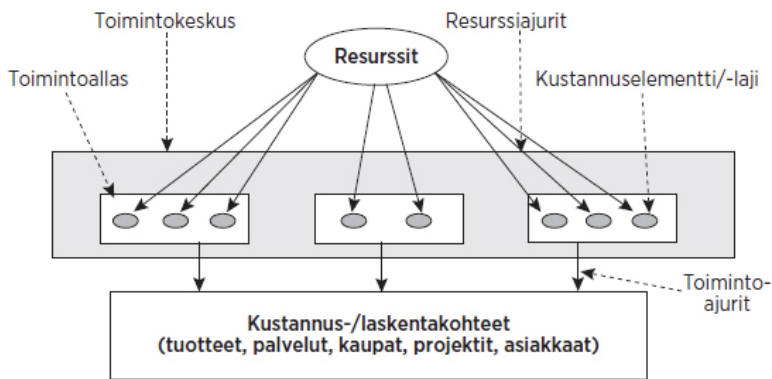 Toimintokeskus
Resurssiajurit
Resurssit
Toimintoallas
Kustannuselementti/-laji
Toiminto-
ajurit
Kustannus-/laskentakohteet
(tuotteet, palvelut, kaupat, projektit, asiakkaat)